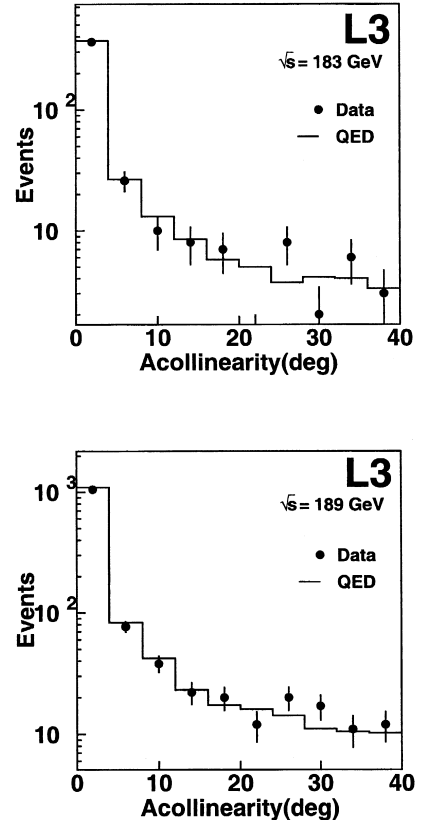 L3
√s = 183 GeV
10 2
Data
QED
10
Events
0 10 20 30 40
Acollinearity(deg)
L3
10 3
√s = 189 GeV
Data
QED
10 2
10
Events
0 10 20 30 40
Acollinearity(deg)